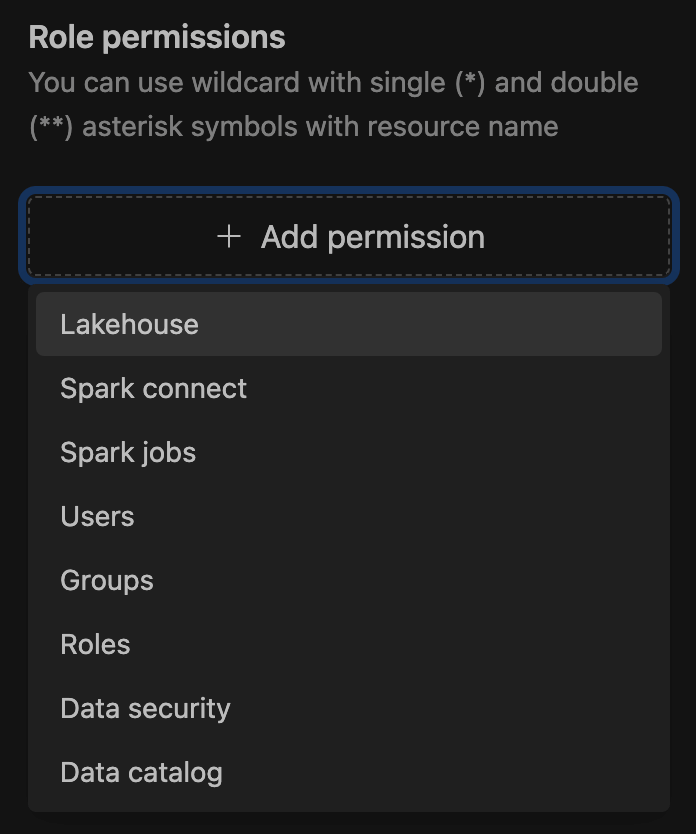 Role permissions
You can use wildcard with single (*) and double
(**) asterisk symbols with resource name
+ Add permission
Lakehouse
Spark connect
Spark jobs
Users
Groups
Roles
Data security
Data catalog